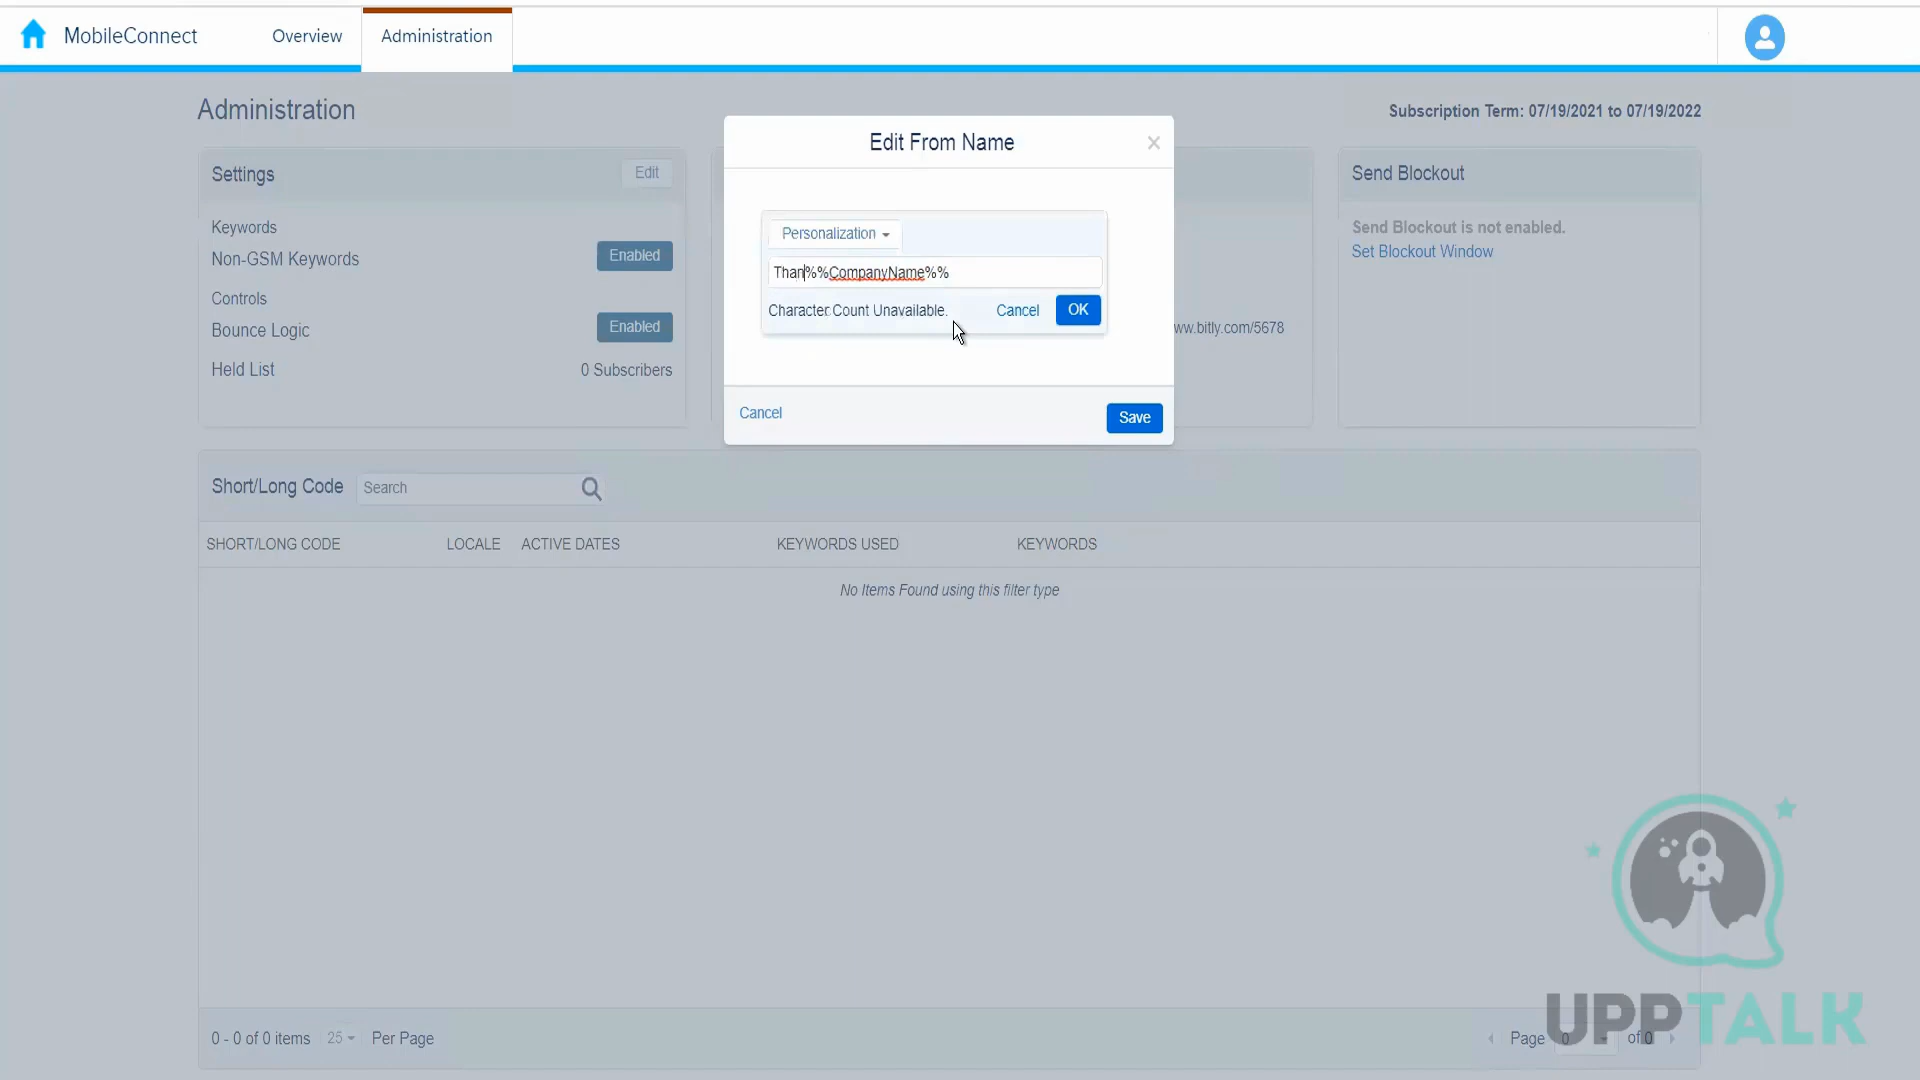 MobileConnect
Overview
Administration
Administration
Subscription Term: 07/19/2021 to 07/19/2022
Settings
Edit
Keywords
Non-GSM Keywords
Enabled
Controls
Bounce Logic
Enabled
Held List
0 Subscribers
Edit From Name
×
Personalization
Than%%CompanyName%%
Character Count Unavailable.
Cancel
OK
Cancel
Save
ww.bitly.com/5678
Send Blockout
Send Blockout is not enabled.
Set Blockout Window
Short/Long Code
Search
SHORT/LONG CODE
LOCALE
ACTIVE DATES
KEYWORDS USED
KEYWORDS
No Items Found using this filter type
0 - 0 of 0 items
25
Per Page
Page
0
of 0
UPPTALK